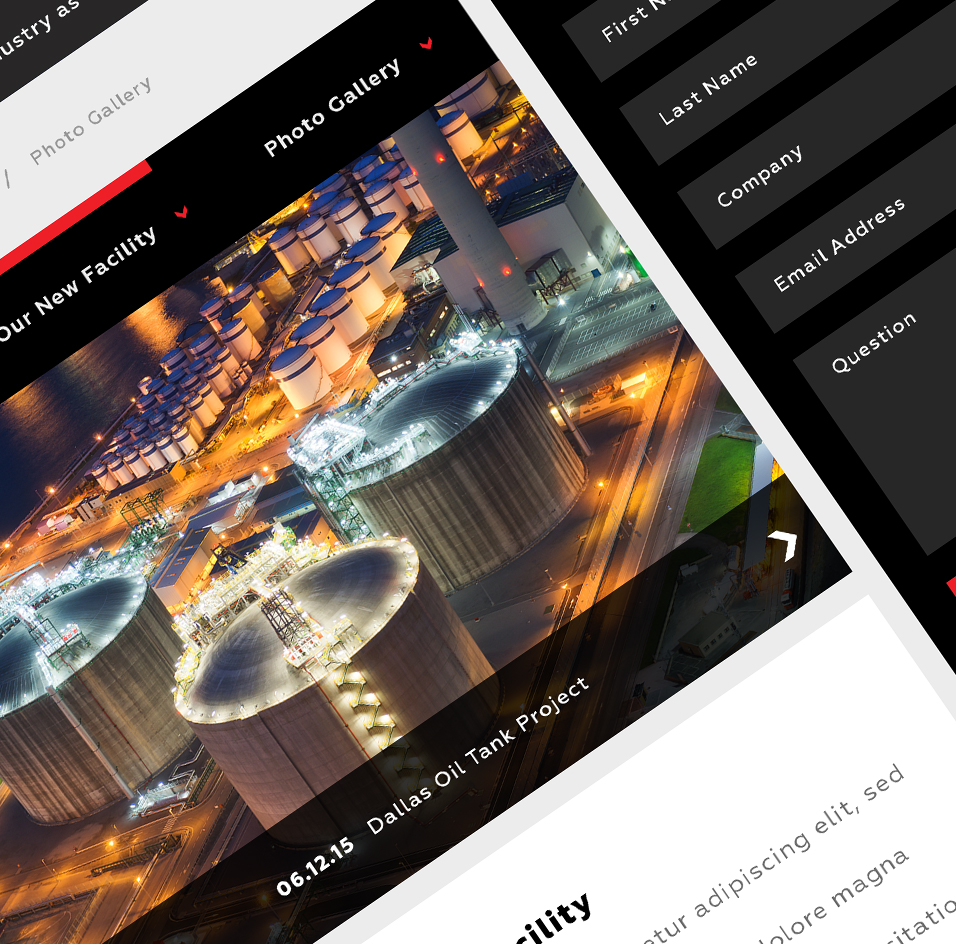 ustry as
/ Photo Gallery
Our New Facility
Photo Gallery
06.12.15 Dallas Oil Tank Project
cility
etur adipiscing elit, sed
dolore magna
citatio
First N
Last Name
Company
Email Address
Question